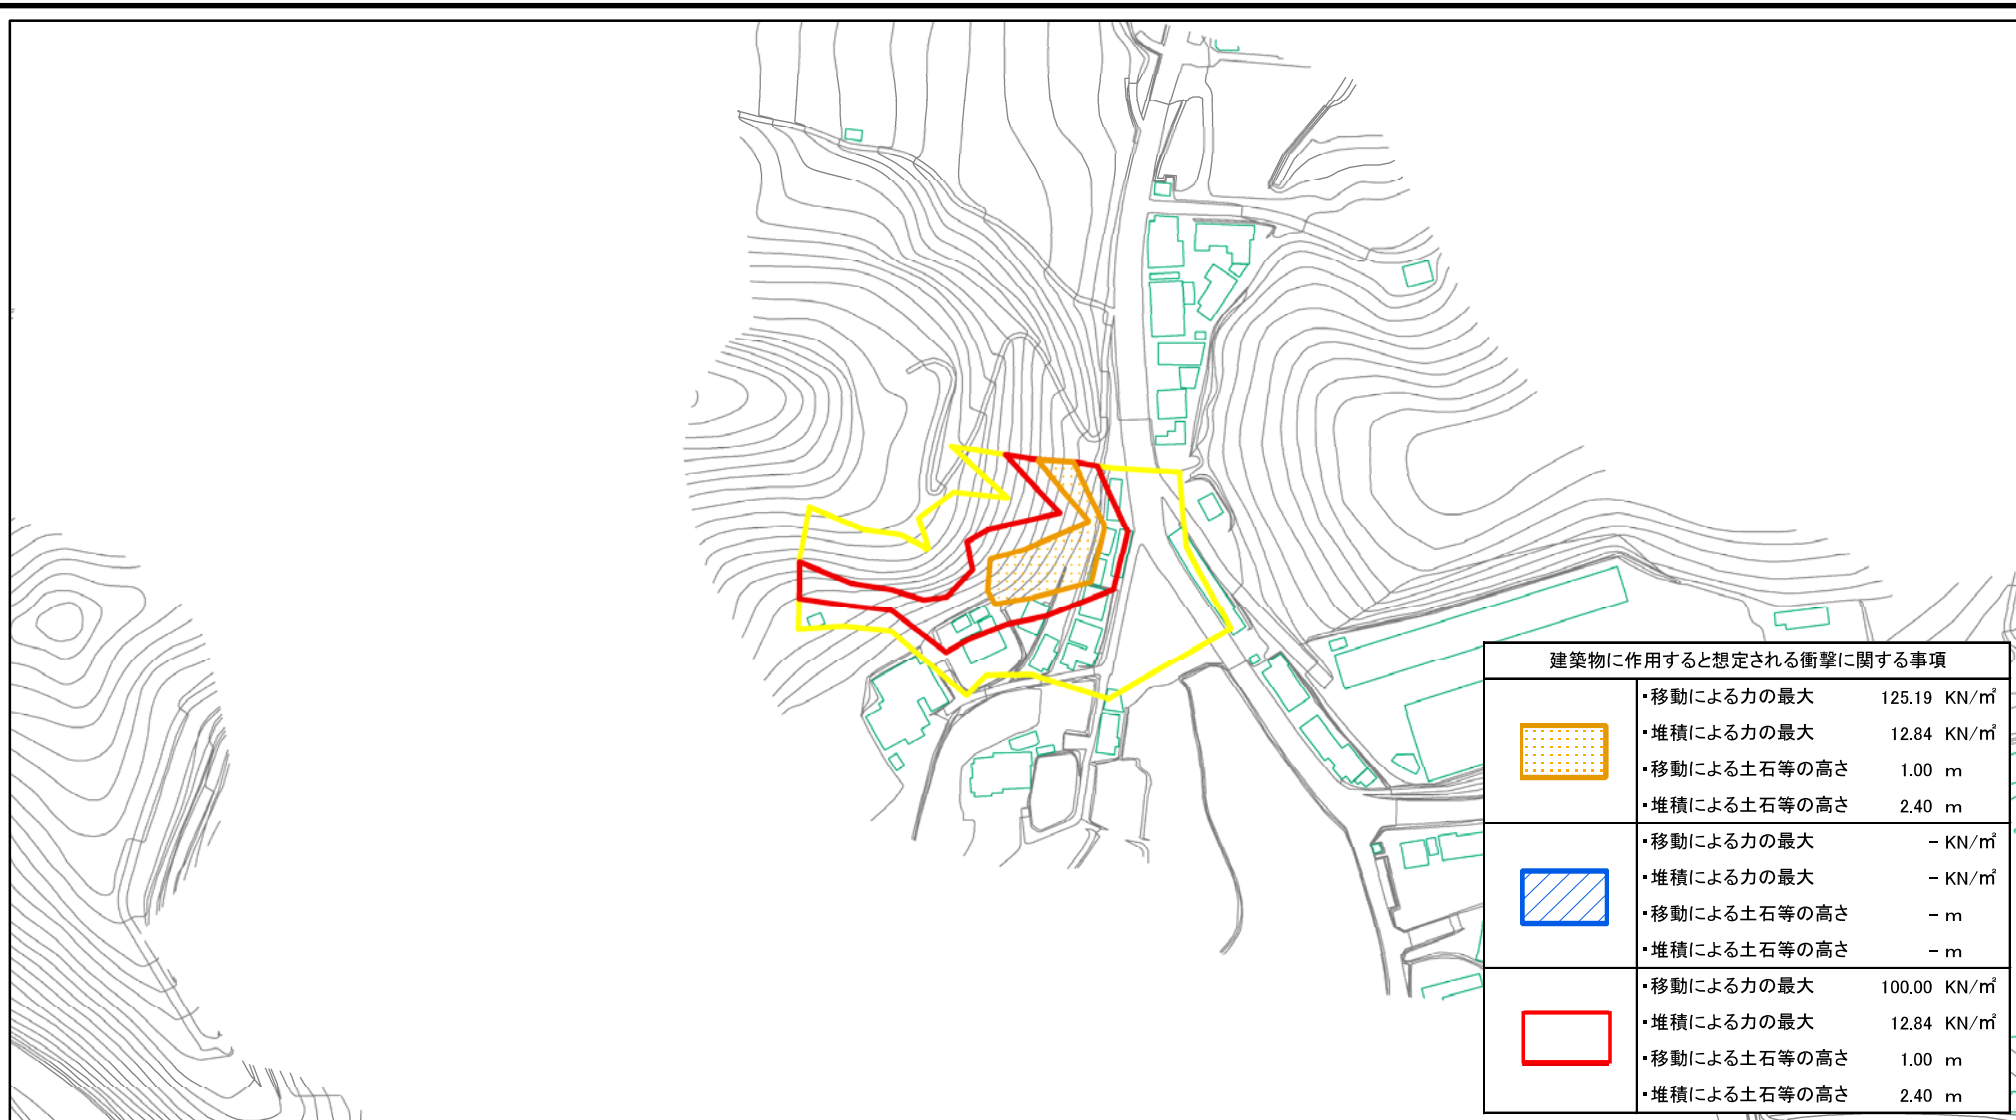 建築物に作用すると想定される衝撃に関する事項
・移動による力の最大 125.19 KN/㎡
・堆積による力の最大 12.84 KN/㎡
・移動による土石等の高さ 1.00 m
・堆積による土石等の高さ 2.40 m
・移動による力の最大 - KN/㎡
・堆積による力の最大 - KN/㎡
・移動による土石等の高さ - m
・堆積による土石等の高さ - m
・移動による力の最大 100.00 KN/㎡
・堆積による力の最大 12.84 KN/㎡
・移動による土石等の高さ 1.00 m
・堆積による土石等の高さ 2.40 m